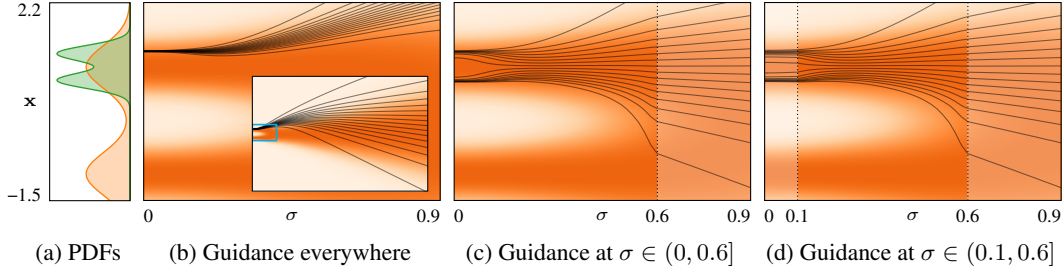 2.2
x
−1.5
0 σ 0.9
0 σ 0.6 0.9
0 0.1 σ 0.6 0.9
(a) PDFs (b) Guidance everywhere (c) Guidance at σ ∈ (0, 0.6] (d) Guidance at σ ∈ (0.1, 0.6]